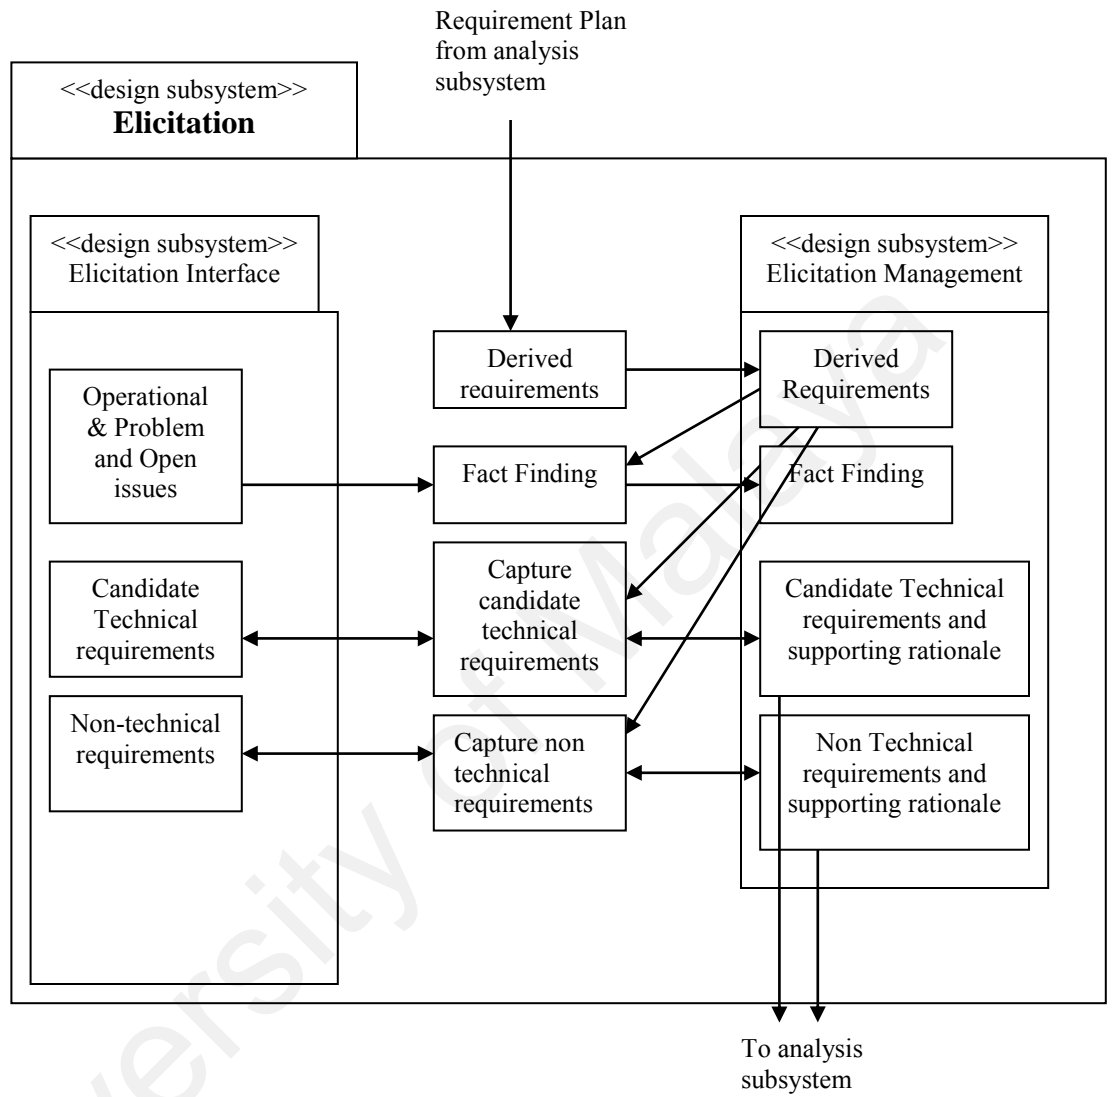 Requirement Plan
from analysis
subsystem
<<design subsystem>>
Elicitation
<<design subsystem>>
Elicitation Interface
<<design subsystem>>
Elicitation Management
Operational
& Problem
and Open
issues
Candidate
Technical
requirements
Non-technical
requirements
Derived
requirements
Fact Finding
Capture
candidate
technical
requirements
Capture non
technical
requirements
Derived
Requirements
Fact Finding
Candidate Technical
requirements and
supporting rationale
Non Technical
requirements and
supporting rationale
To analysis
subsystem
ersity of Malaya